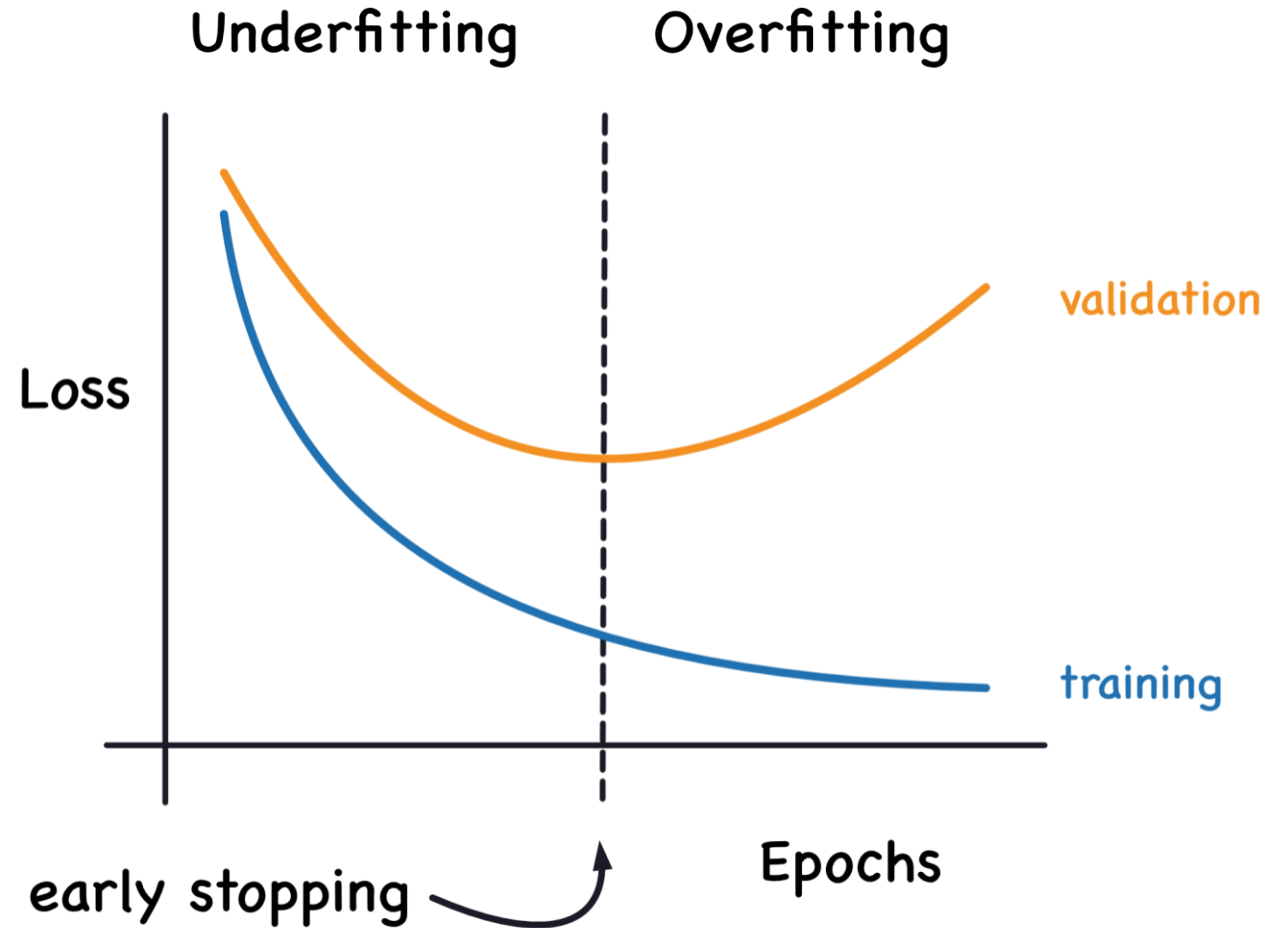 Underfitting
Overfitting
Loss
validation
training
early stopping
Epochs